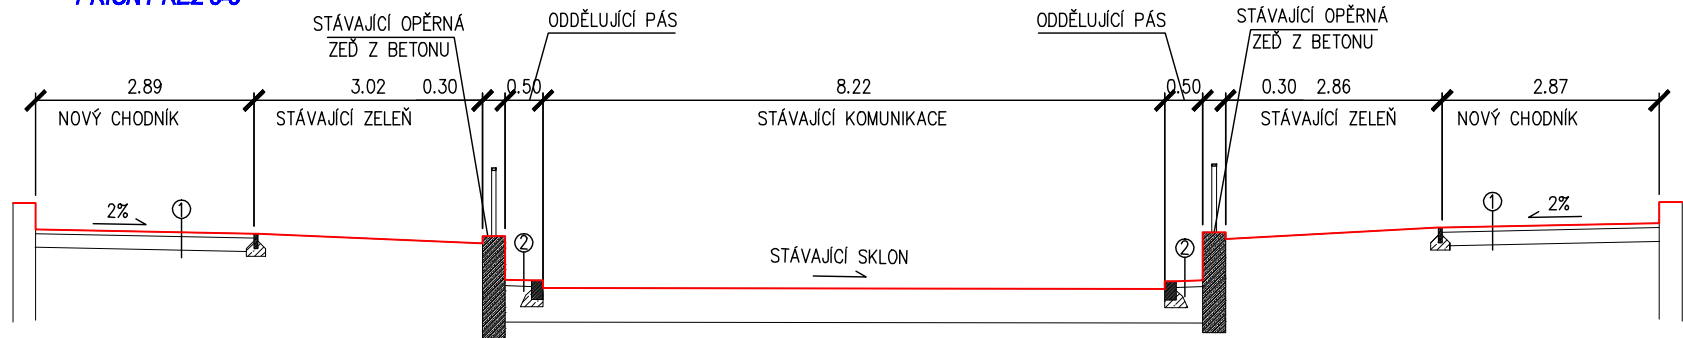 STÁVAJÍCÍ OPĚRNÁ
ZEĎ Z BETONU
ODDĚLUJÍCÍ PÁS
ODDĚLUJÍCÍ PÁS
STÁVAJÍCÍ OPĚRNÁ
ZEĎ Z BETONU
2.89 3.02 0.30 0.50 8.22 0.50 0.30 2.86 2.87
NOVÝ CHODNÍK STÁVAJÍCÍ ZELEŇ STÁVAJÍCÍ KOMUNIKACE STÁVAJÍCÍ ZELEŇ NOVÝ CHODNÍK
2% 1 1 2%
2 STÁVAJÍCÍ SKLON 2